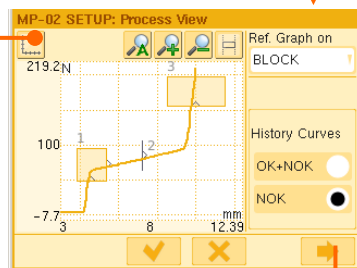 MP-02 SETUP: Process View
Ref. Graph on
BLOCK
A
219.2 N
3
1
100
2
History Curves
OK+NOK
NOK
-7.7
mm
3
8
12.39